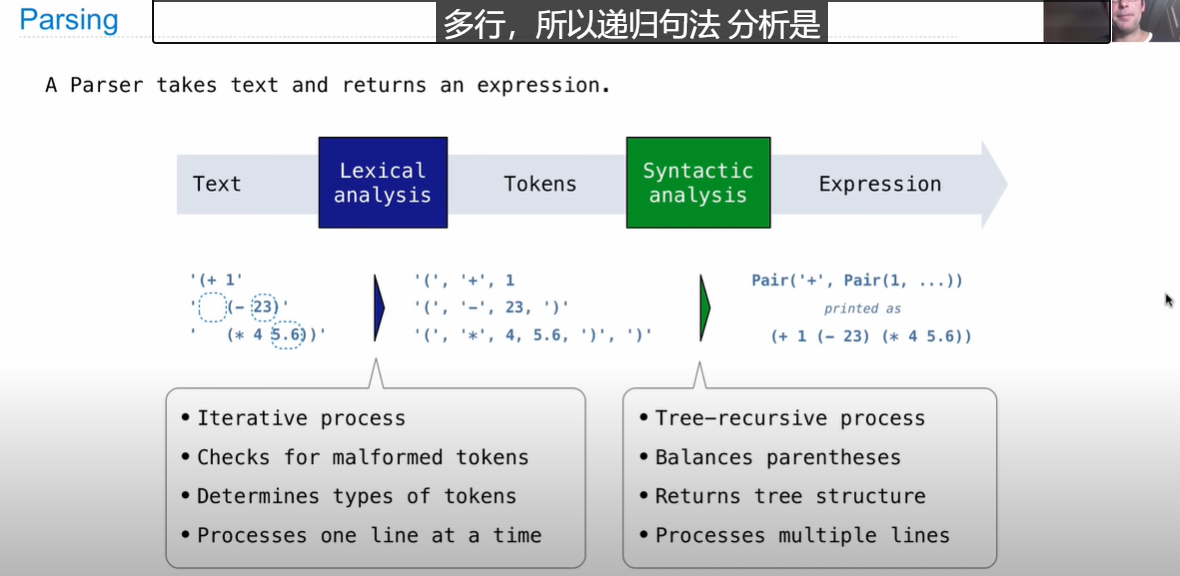 Parsing
多行，所以递归句法 分析是
A Parser takes text and returns an expression.
Text
Lexical
analysis
Tokens
Syntactic
analysis
Expression
'(+ 1'
'   (- 23)'
'   (* 4 5.6))'
'(', '+', 1
'(', '-', 23, ')'
'(', '*', 4, 5.6, ')', ')'
Pair('+', Pair(1, ...))
printed as
(+ 1 (- 23) (* 4 5.6))
• Iterative process
• Checks for malformed tokens
• Determines types of tokens
• Processes one line at a time
• Tree-recursive process
• Balances parentheses
• Returns tree structure
• Processes multiple lines